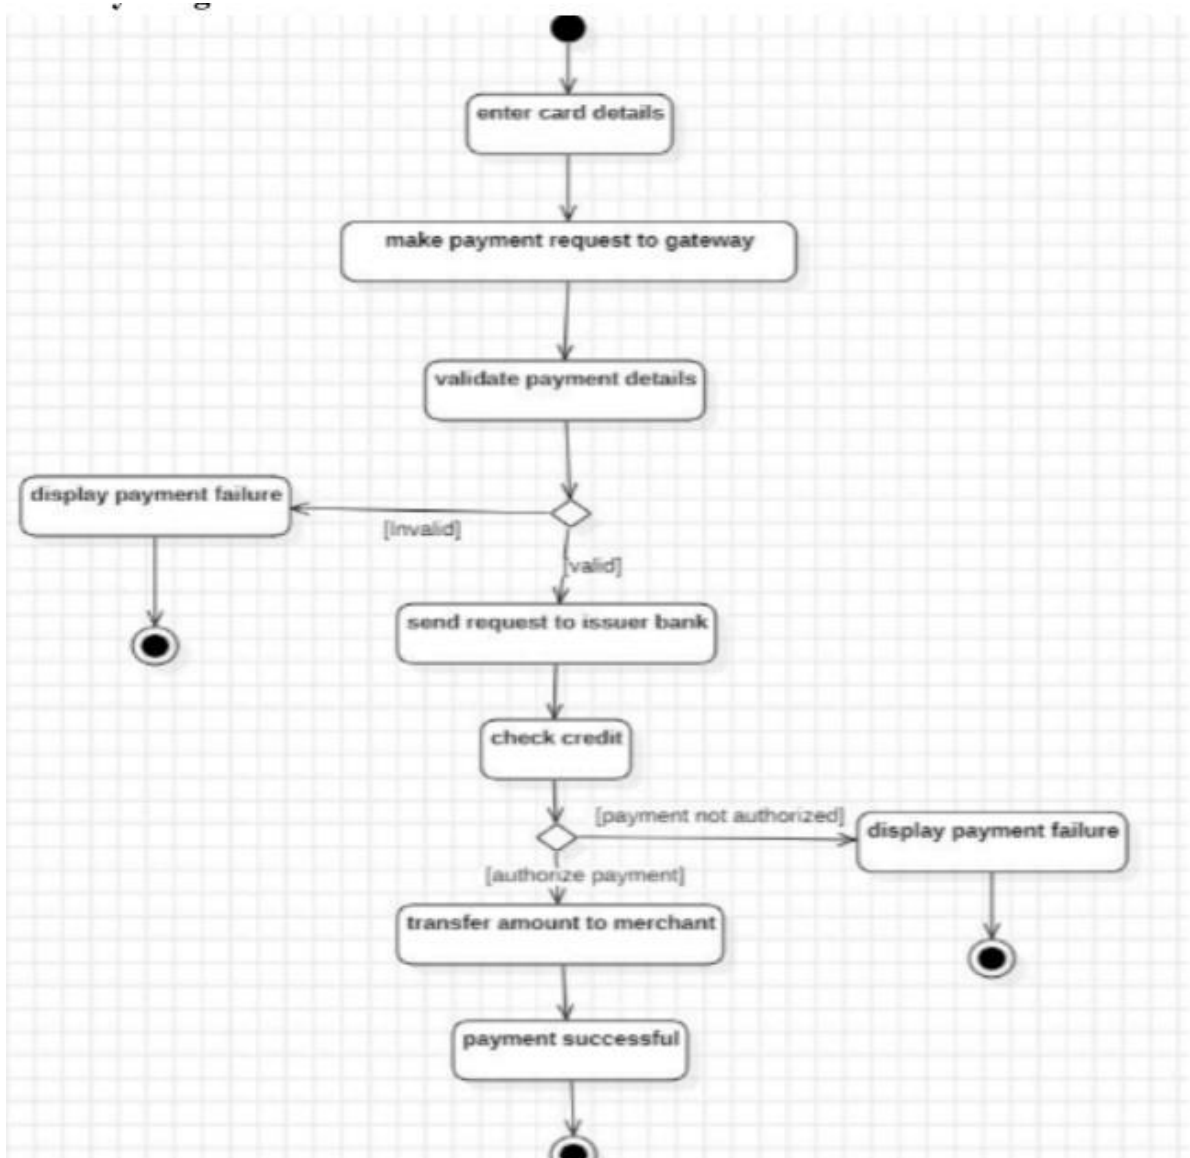 enter card details
make payment request to gateway
validate payment details
display payment failure
[Invalid]
[valid]
send request to issuer bank
check credit
[payment not authorized]
display payment failure
[authorize payment]
transfer amount to merchant
payment successful